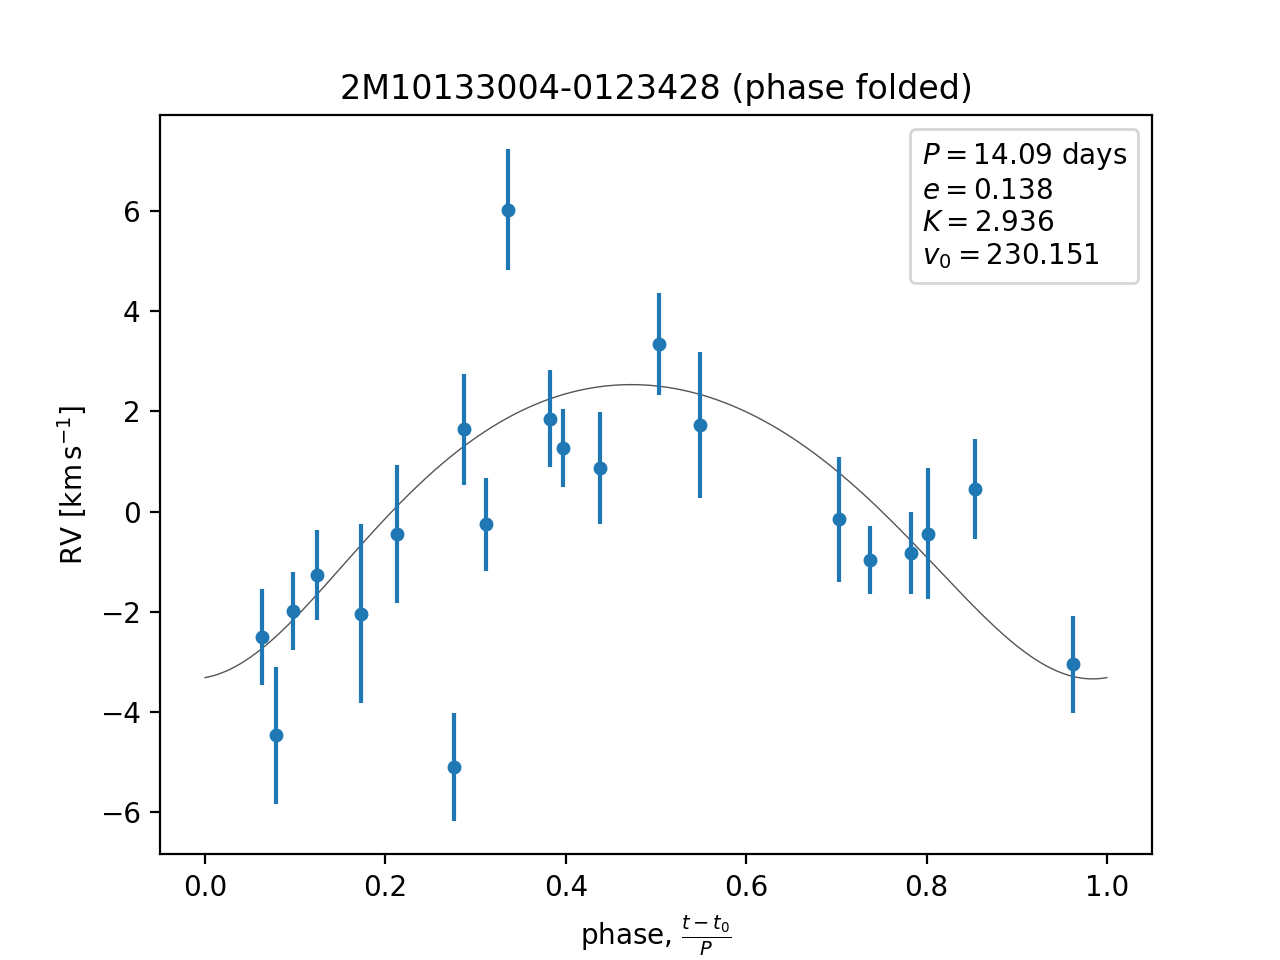 2M10133004-0123428 (phase folded)
P = 14.09 days
e = 0.138
K = 2.936
v₀ = 230.151
6
4
2
0
−2
−4
−6
RV [km s⁻¹]
0.0 0.2 0.4 0.6 0.8 1.0
phase, (t − t₀)/P